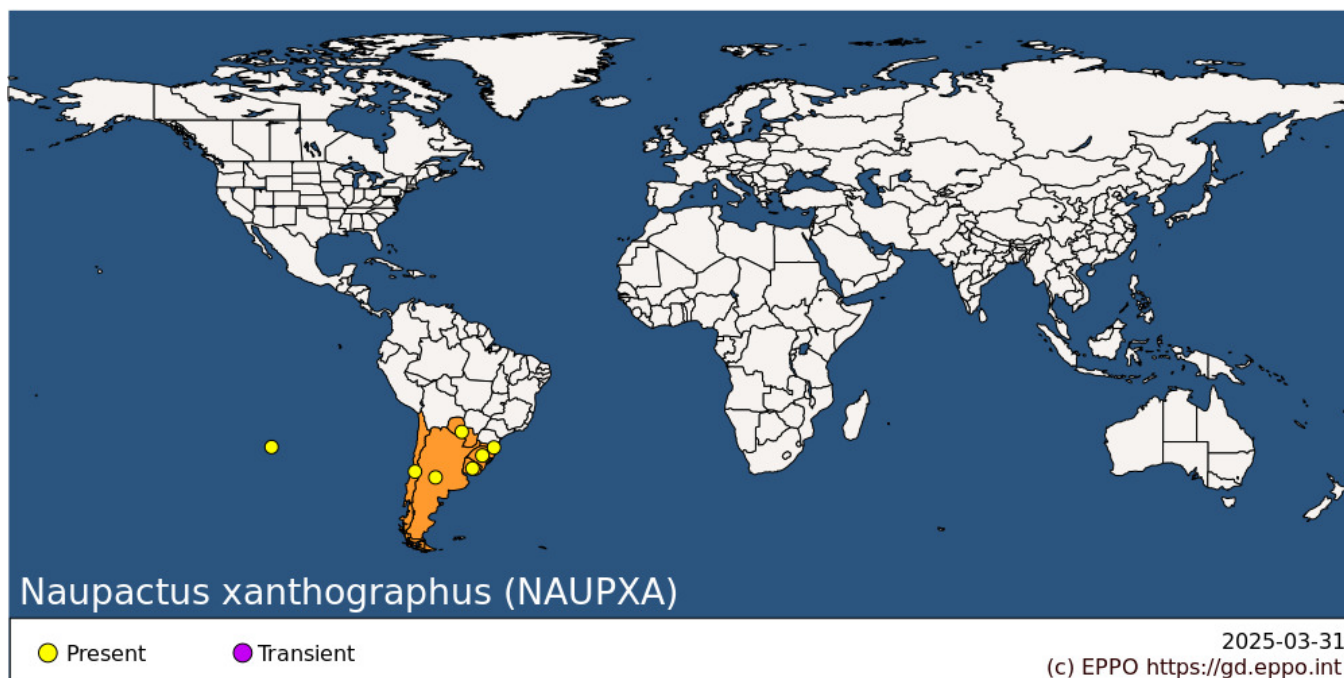 Naupactus xanthographus (NAUPXA)
Present
Transient
2025-03-31
(c) EPPO https://gd.eppo.int